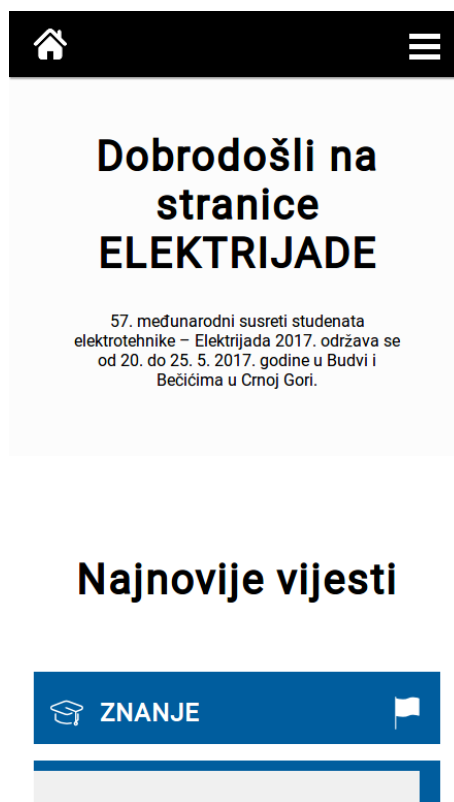 Dobrodošli na
stranice
ELEKTRIJADE
57. međunarodni susreti studenata
elektrotehnike – Elektrijada 2017. održava se
od 20. do 25. 5. 2017. godine u Budvi i
Bečićima u Crnoj Gori.
Najnovije vijesti
ZNANJE